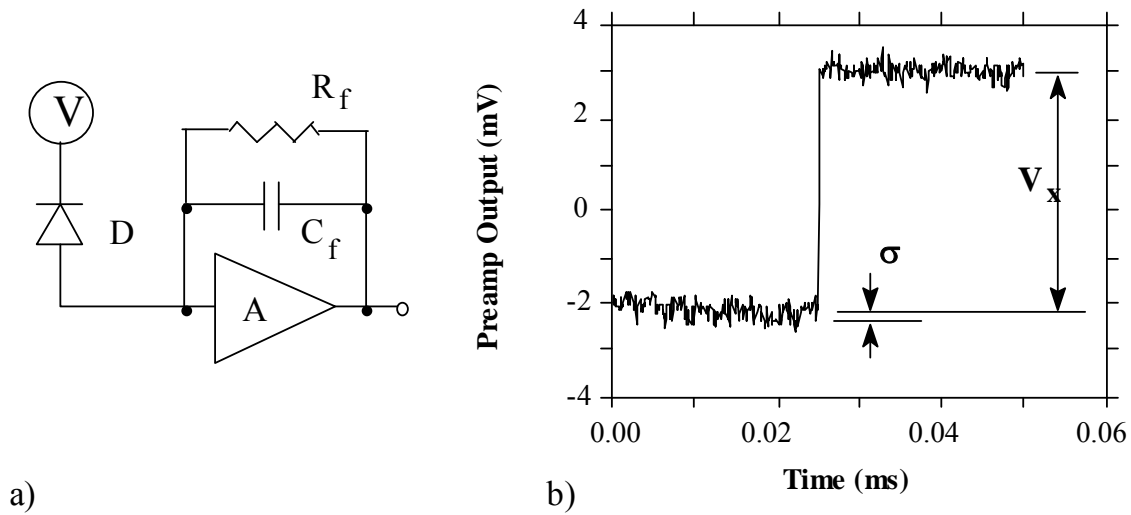 V
D
R f
C f
A
a)
Preamp Output (mV)
4
2
0
-2
-4
σ
V x
0.00 0.02 0.04 0.06
Time (ms)
b)